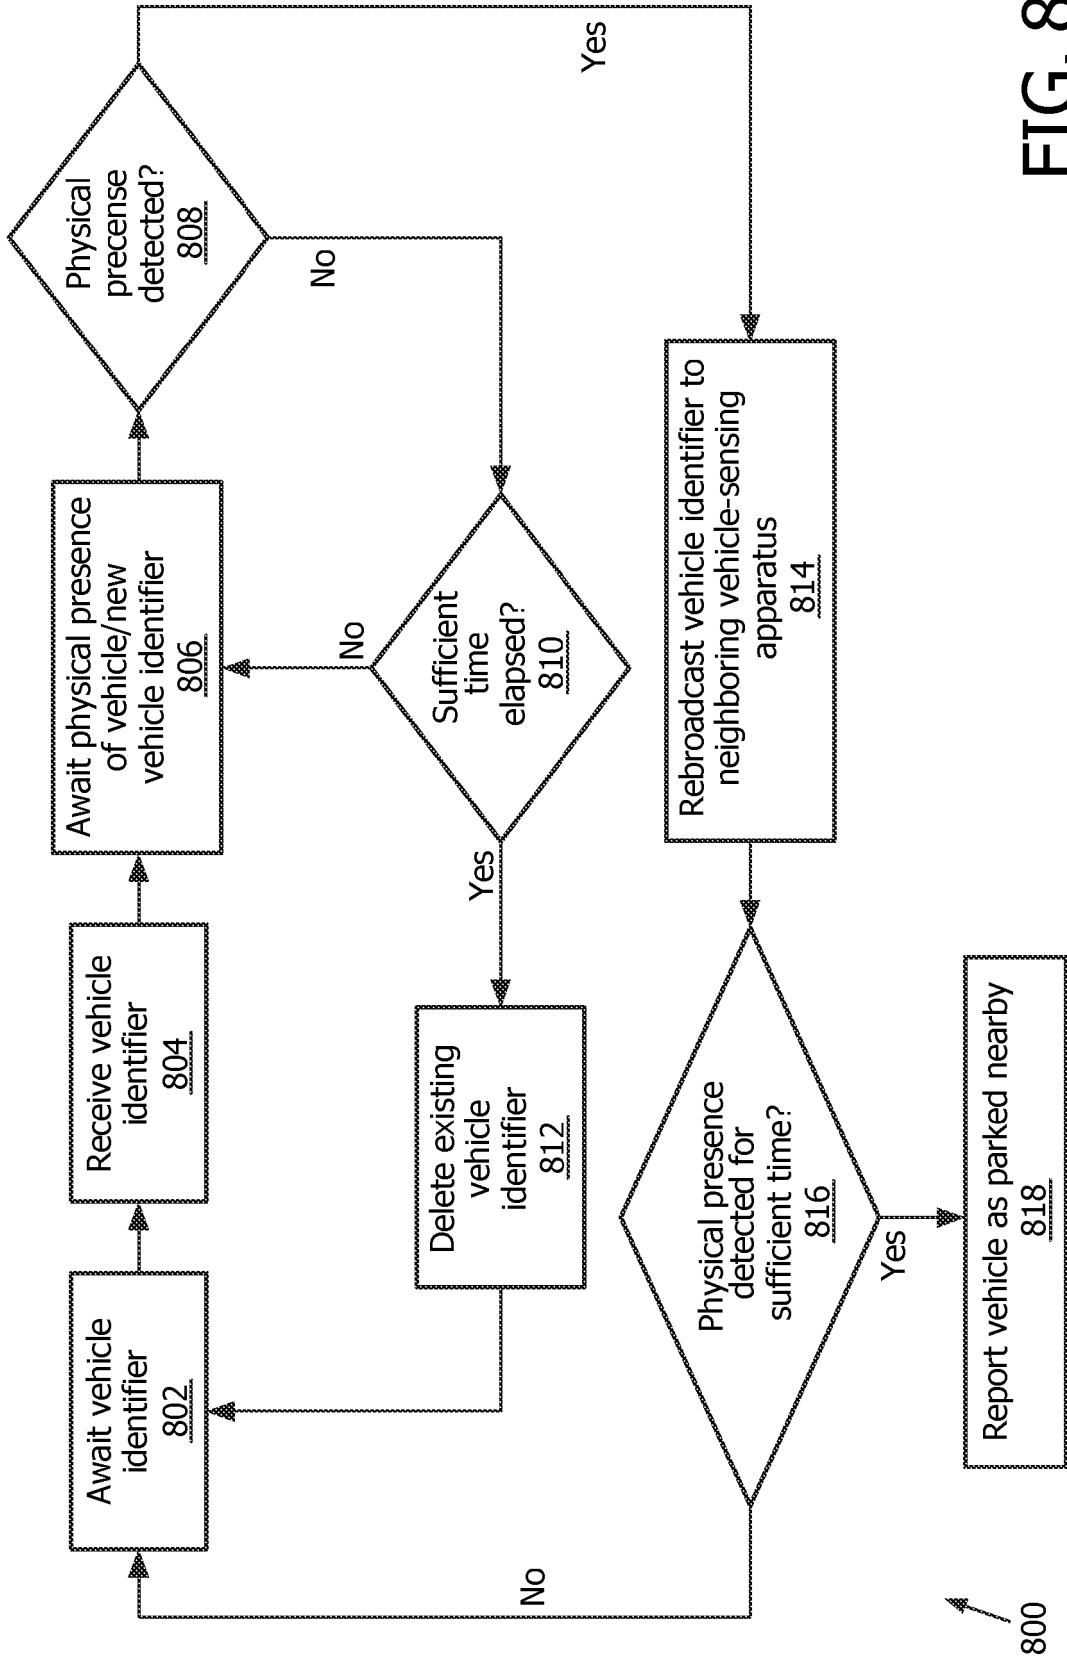 Await vehicle
identifier
802
Receive vehicle
identifier
804
Await physical presence
of vehicle/new
vehicle identifier
806
Physical
precense
detected?
808
No
Yes
Sufficient
time
elapsed?
810
No
Yes
Delete existing
vehicle
identifier
812
Rebroadcast vehicle identifier to
neighboring vehicle-sensing
apparatus
814
Physical presence
detected for
sufficient time?
816
No
Yes
Report vehicle as parked nearby
818
800
FIG. 8